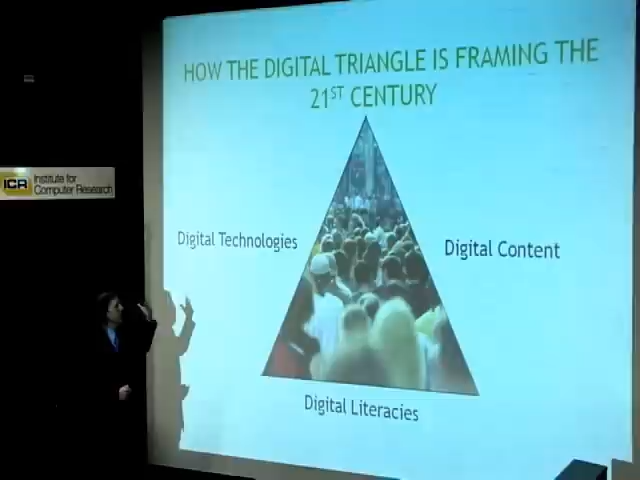 HOW THE DIGITAL TRIANGLE IS FRAMING THE
21ST CENTURY
ICR Institute for
Computer Research
Digital Technologies
Digital Content
Digital Literacies